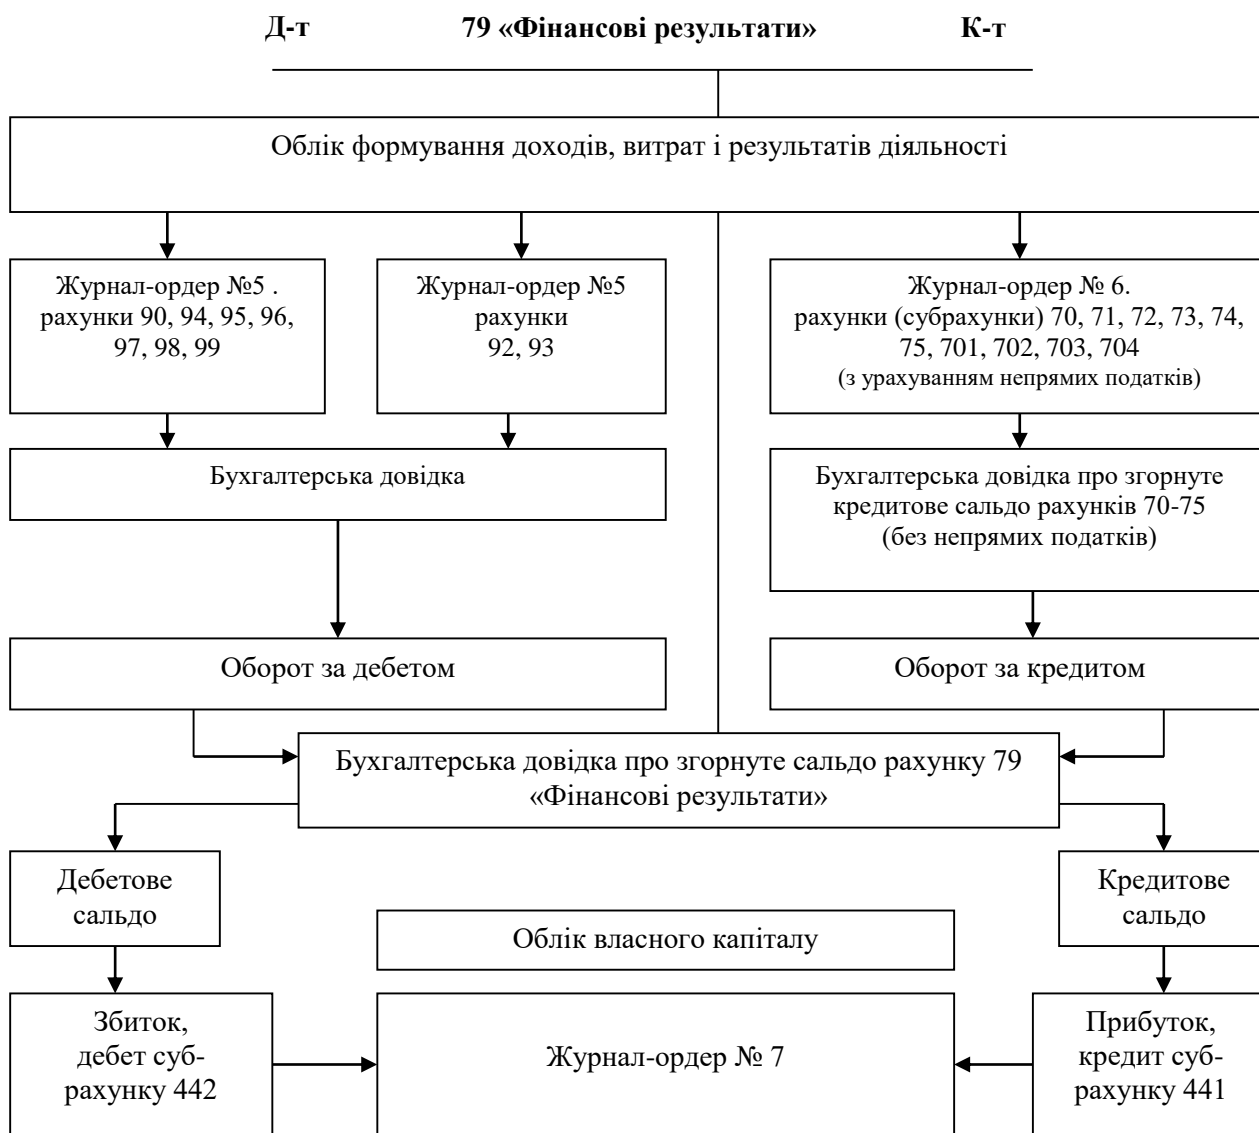 Д-т 79 «Фінансові результати» К-т
Облік формування доходів, витрат і результатів діяльності
Журнал-ордер №5 .
рахунки 90, 94, 95, 96,
97, 98, 99
Журнал-ордер №5
рахунки
92, 93
Журнал-ордер № 6.
рахунки (субрахунки) 70, 71, 72, 73, 74,
75, 701, 702, 703, 704
(з урахуванням непрямих податків)
Бухгалтерська довідка
Бухгалтерська довідка про згорнуте
кредитове сальдо рахунків 70-75
(без непрямих податків)
Оборот за дебетом
Оборот за кредитом
Бухгалтерська довідка про згорнуте сальдо рахунку 79
«Фінансові результати»
Дебетове
сальдо
Кредитове
сальдо
Облік власного капіталу
Збиток,
дебет суб-
рахунку 442
Журнал-ордер № 7
Прибуток,
кредит суб-
рахунку 441